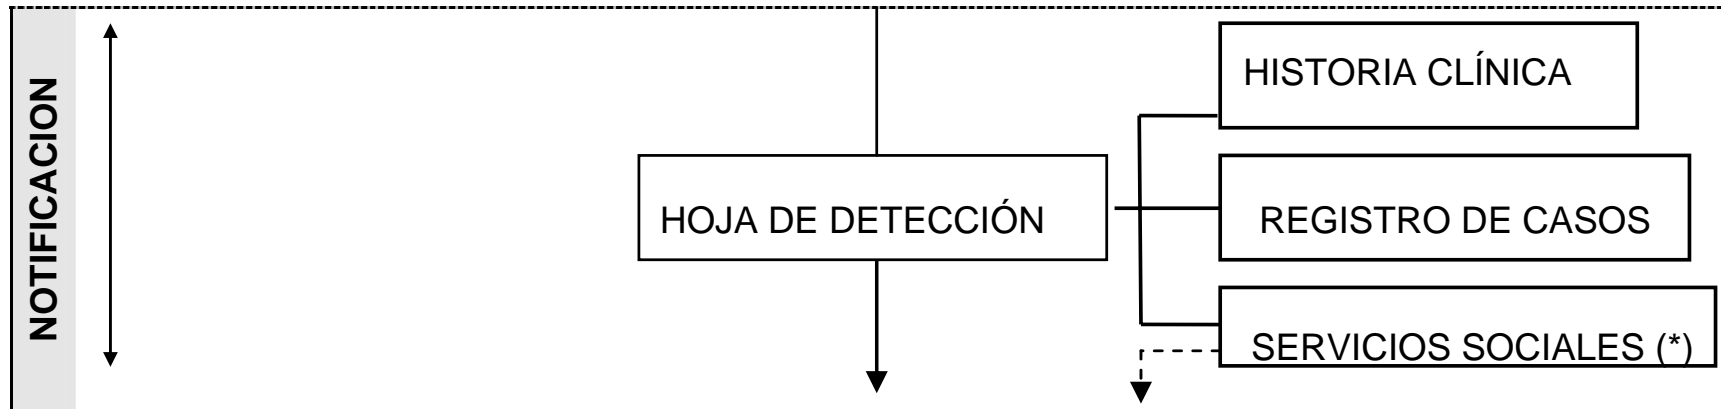 NOTIFICACION
HISTORIA CLÍNICA
HOJA DE DETECCIÓN
REGISTRO DE CASOS
SERVICIOS SOCIALES (*)